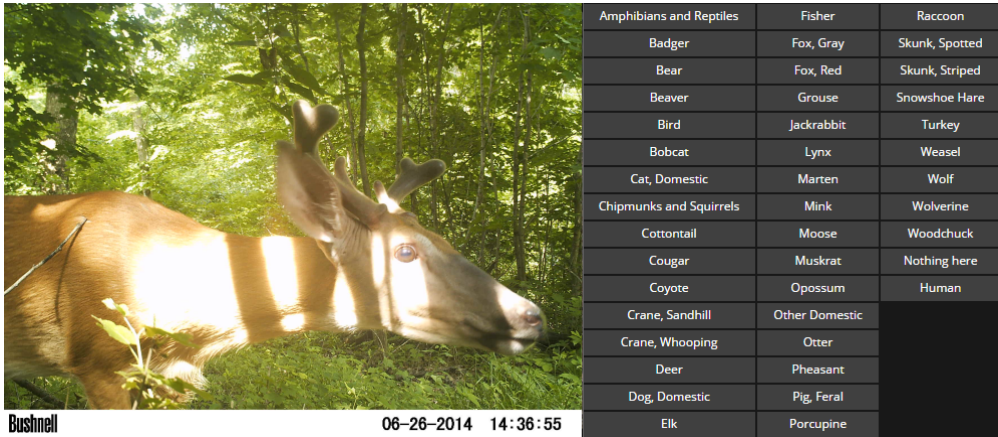 Amphibians and Reptiles
Badger
Bear
Beaver
Bird
Bobcat
Cat, Domestic
Chipmunks and Squirrels
Cottontail
Cougar
Coyote
Crane, Sandhill
Crane, Whooping
Deer
Dog, Domestic
Elk
Fisher
Fox, Gray
Fox, Red
Grouse
Jackrabbit
Lynx
Marten
Mink
Moose
Muskrat
Opossum
Other Domestic
Otter
Pheasant
Pig, Feral
Porcupine
Raccoon
Skunk, Spotted
Skunk, Striped
Snowshoe Hare
Turkey
Weasel
Wolf
Wolverine
Woodchuck
Nothing here
Human
Bushnell 06-26-2014 14:36:55